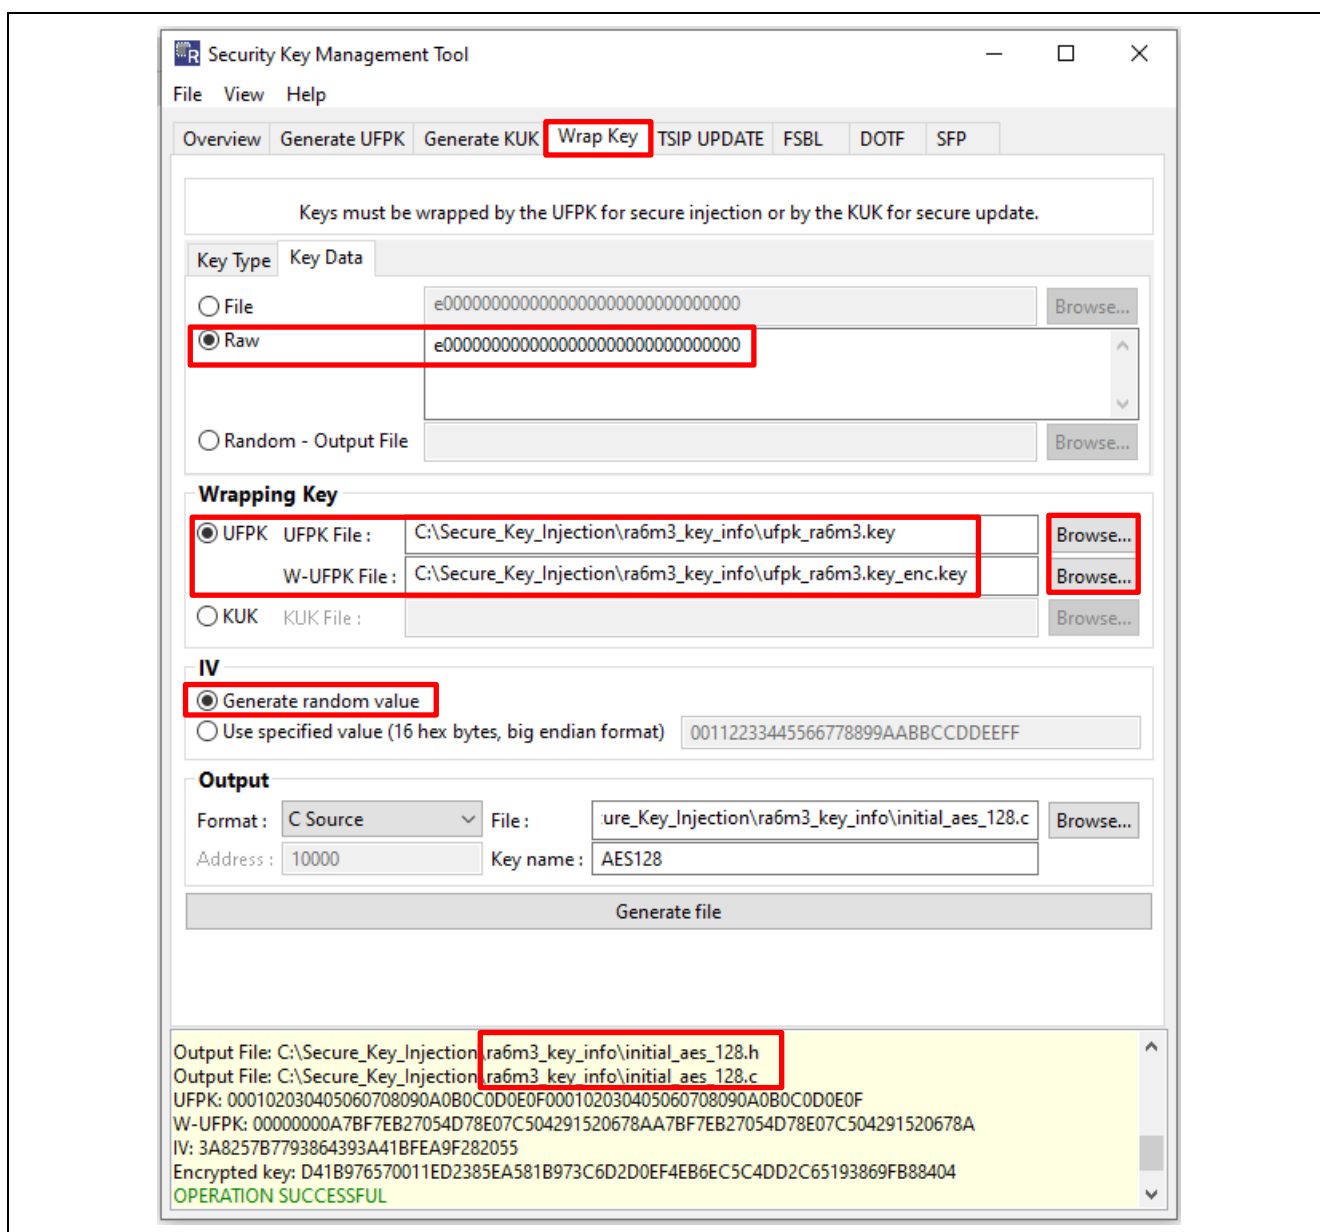 Security Key Management Tool
File View Help
Overview Generate UFPK Generate KUK Wrap Key TSIP UPDATE FSBL DOTF SFP
Keys must be wrapped by the UFPK for secure injection or by the KUK for secure update.
Key Type Key Data
File e0000000000000000000000000000000 Browse...
Raw e0000000000000000000000000000000
Random - Output File Browse...
Wrapping Key
UFPK UFPK File : C:\Secure_Key_Injection\ra6m3_key_info\ufpk_ra6m3.key Browse...
W-UFPK File : C:\Secure_Key_Injection\ra6m3_key_info\ufpk_ra6m3.key_enc.key Browse...
KUK KUK File : Browse...
IV
Generate random value
Use specified value (16 hex bytes, big endian format) 00112233445566778899AABBCCDDEEFF
Output
Format : C Source File : :ure_Key_Injection\ra6m3_key_info\initial_aes_128.c Browse...
Address : 10000 Key name : AES128
Generate file
Output File: C:\Secure_Key_Injection\ra6m3_key_info\initial_aes_128.h
Output File: C:\Secure_Key_Injection\ra6m3_key_info\initial_aes_128.c
UFPK: 000102030405060708090A0B0C0D0E0F000102030405060708090A0B0C0D0E0F
W-UFPK: 00000000A7BF7EB27054D78E07C504291520678AA7BF7EB27054D78E07C504291520678A
IV: 3A8257B7793864393A41BFEA9F282055
Encrypted key: D41B976570011ED2385EA581B973C6D2D0EF4EB6EC5C4DD2C65193869FB88404
OPERATION SUCCESSFUL